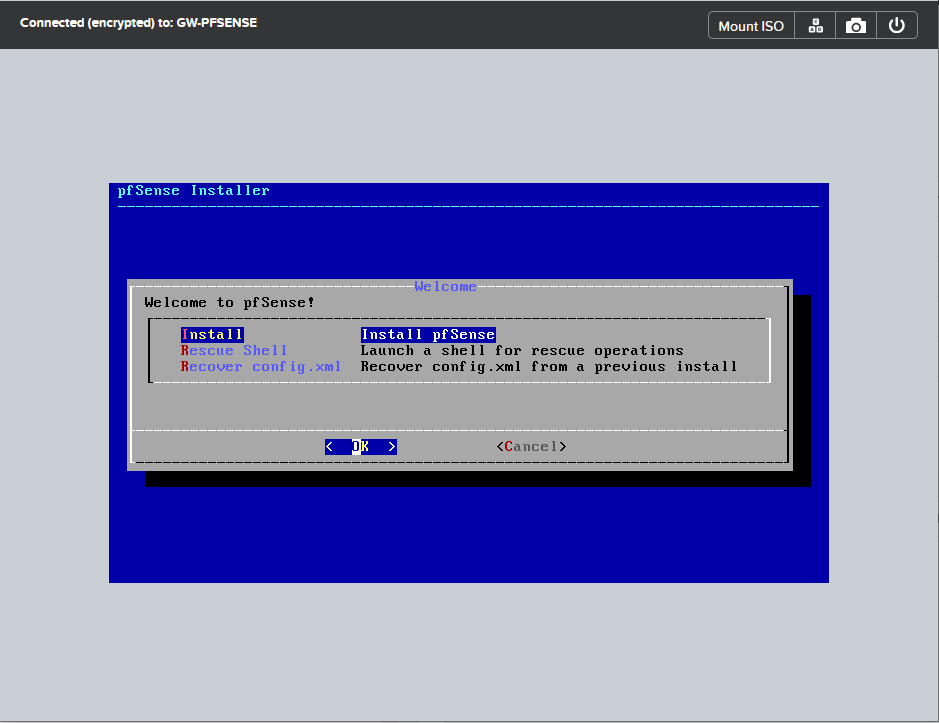 Connected (encrypted) to: GW-PFSENSE
Mount ISO
pfSense Installer
Welcome
Welcome to pfSense!
Install Install pfSense
Rescue Shell Launch a shell for rescue operations
Recover config.xml Recover config.xml from a previous install
< OK > <Cancel>